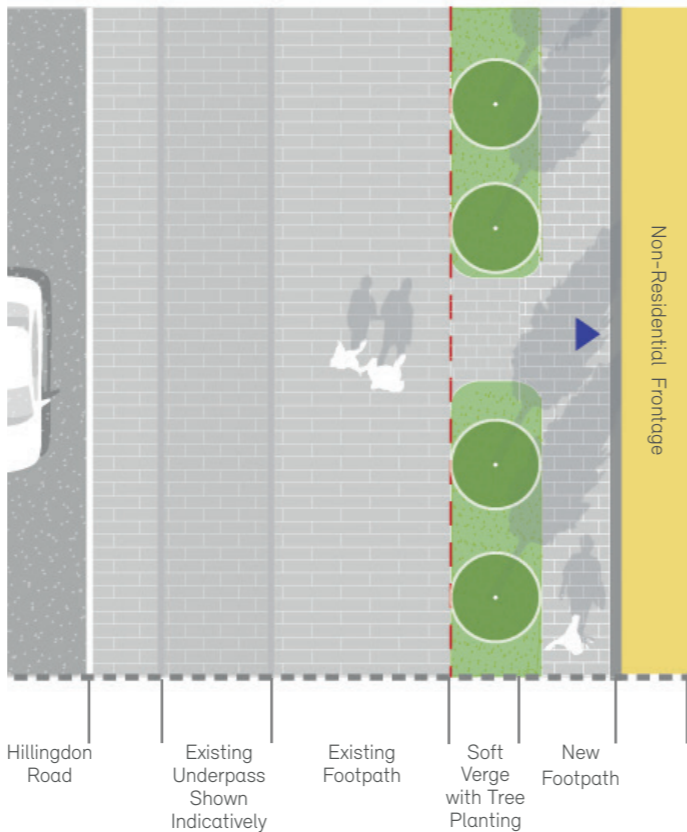 Non-Residential Frontage
Hillingdon
Road
Existing
Underpass
Shown
Indicatively
Existing
Footpath
Soft
Verge
with Tree
Planting
New
Footpath